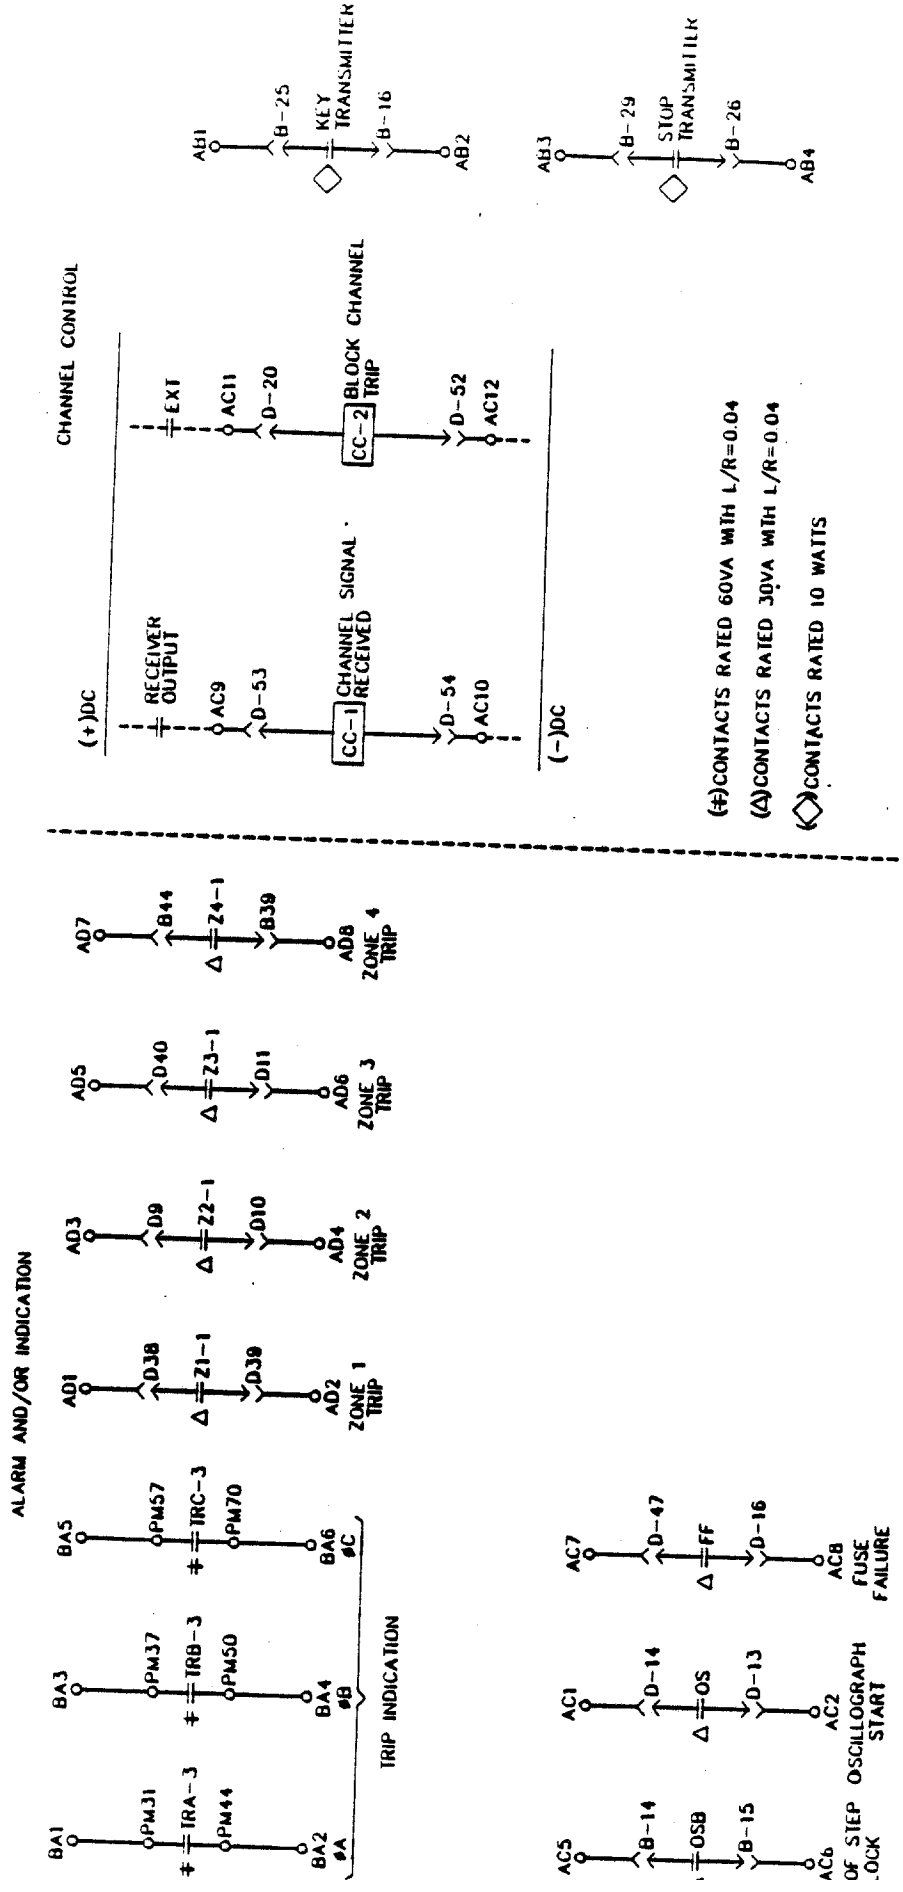 ALARM AND/OR INDICATION
BA1
PM31
TRA-3
PM44
BA2
øA
BA3
PM37
TRB-3
PM50
BA4
øB
BA5
PM57
TRC-3
PM70
BA6
øC
TRIP INDICATION
AD1
D38
Z1-1
D39
AD2
ZONE 1
TRIP
AD3
D9
Z2-1
D10
AD4
ZONE 2
TRIP
AD5
D40
Z3-1
D11
AD6
ZONE 3
TRIP
AD7
B44
Z4-1
B39
AD8
ZONE 4
TRIP
AC5
B-14
OSB
B-15
AC6
OF STEP
LOCK
AC1
D-14
OS
D-13
AC2
OSCILLOGRAPH
START
AC7
D-47
FF
D-16
AC8
FUSE
FAILURE
CHANNEL CONTROL
(+)DC
RECEIVER
OUTPUT
AC9
D-53
CC-1
CHANNEL SIGNAL
RECEIVED
D-54
AC10
EXT
AC11
D-20
CC-2
BLOCK CHANNEL
TRIP
D-52
AC12
(-)DC
AB1
B-25
KEY
TRANSMITTER
B-16
AB2
AB3
B-29
STOP
TRANSMITTER
B-26
AB4
(⧧)CONTACTS RATED 60VA WITH L/R=0.04
(Δ)CONTACTS RATED 30VA WITH L/R=0.04
(◇)CONTACTS RATED 10 WATTS